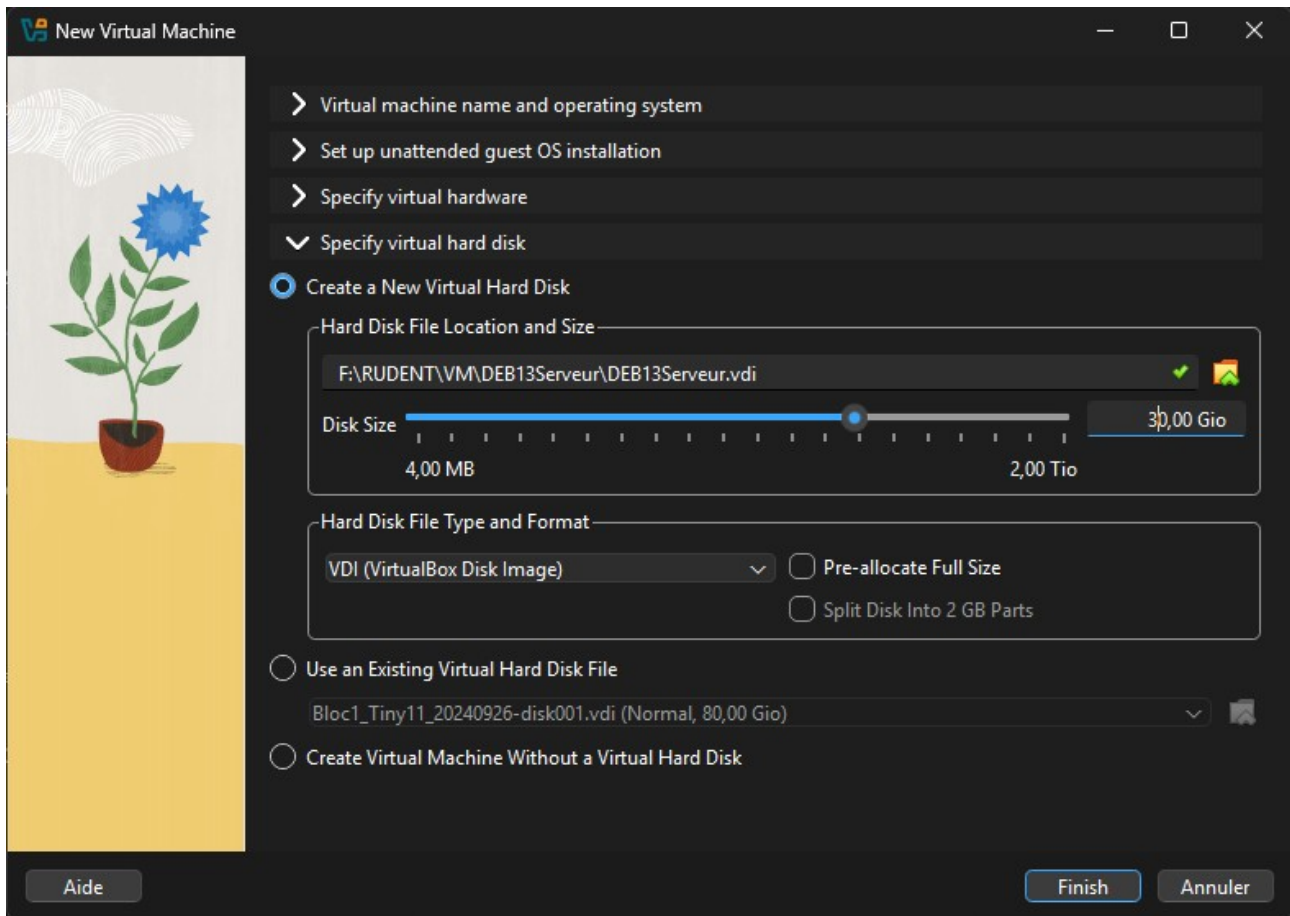 New Virtual Machine
Virtual machine name and operating system
Set up unattended guest OS installation
Specify virtual hardware
Specify virtual hard disk
Create a New Virtual Hard Disk
Hard Disk File Location and Size
F:\RUDENT\VM\DEB13Serveur\DEB13Serveur.vdi
Disk Size 30,00 Gio
4,00 MB 2,00 Tio
Hard Disk File Type and Format
VDI (VirtualBox Disk Image) Pre-allocate Full Size
Split Disk Into 2 GB Parts
Use an Existing Virtual Hard Disk File
Bloc1_Tiny11_20240926-disk001.vdi (Normal, 80,00 Gio)
Create Virtual Machine Without a Virtual Hard Disk
Aide Finish Annuler